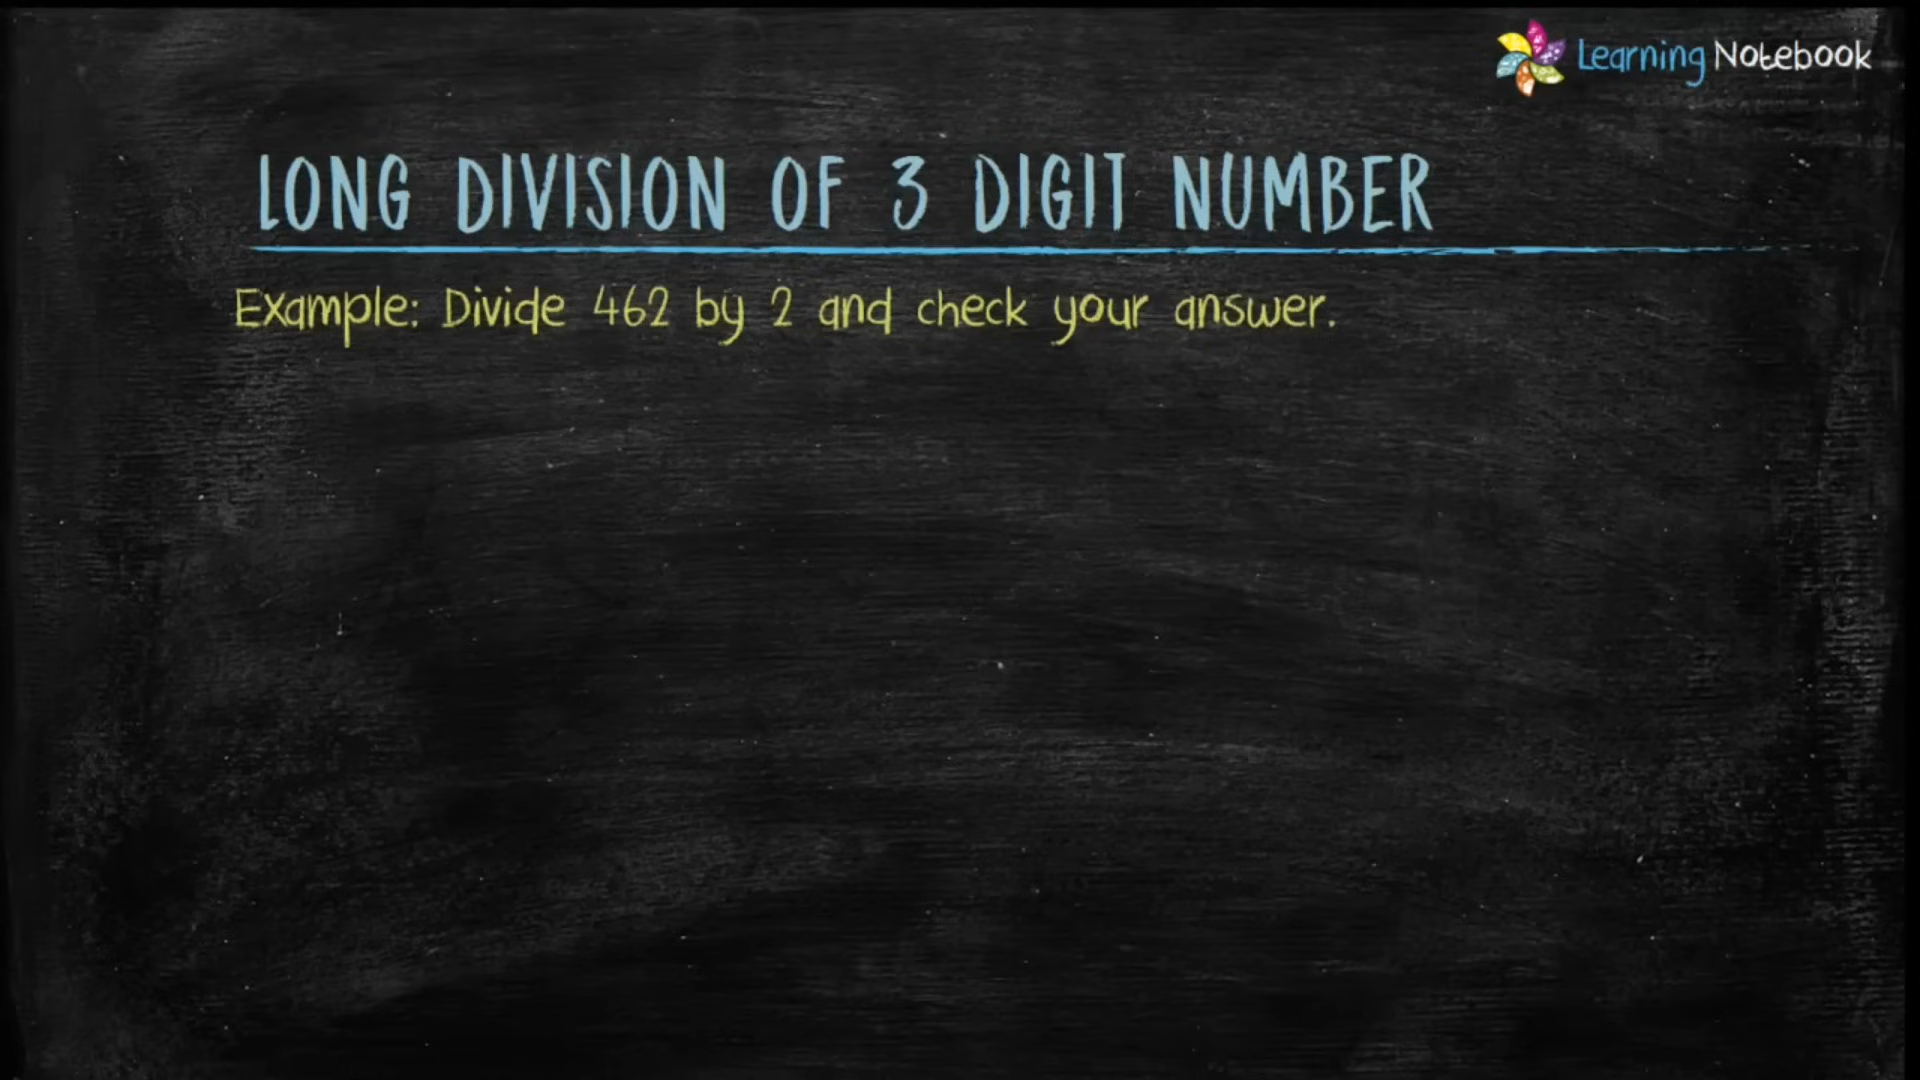 Learning Notebook
LONG DIVISION OF 3 DIGIT NUMBER
Example: Divide 462 by 2 and check your answer.